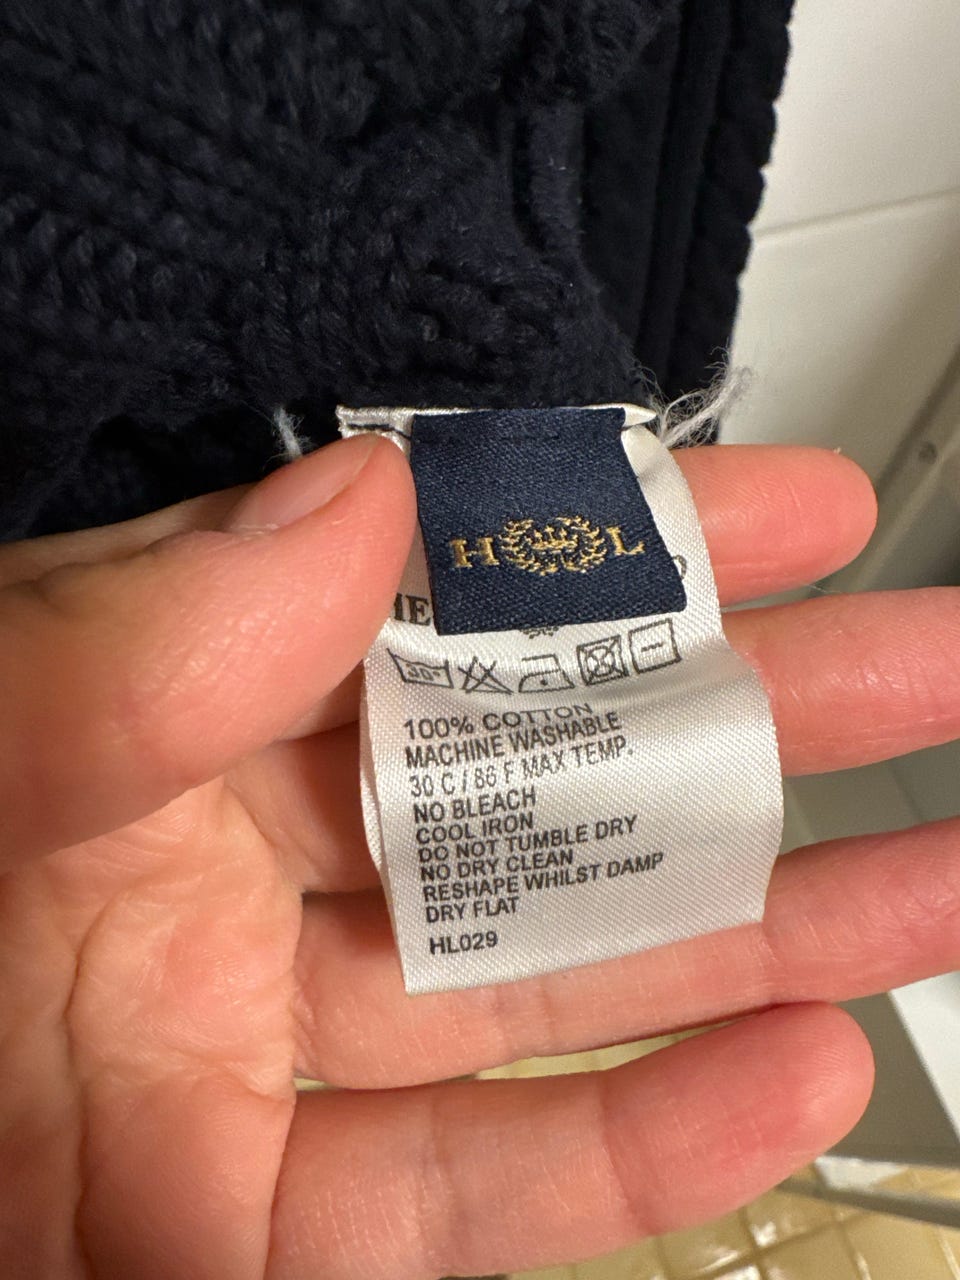 H L
30°
100% COTTON
MACHINE WASHABLE
30 C / 86 F MAX TEMP.
NO BLEACH
COOL IRON
DO NOT TUMBLE DRY
NO DRY CLEAN
RESHAPE WHILST DAMP
DRY FLAT
HL029